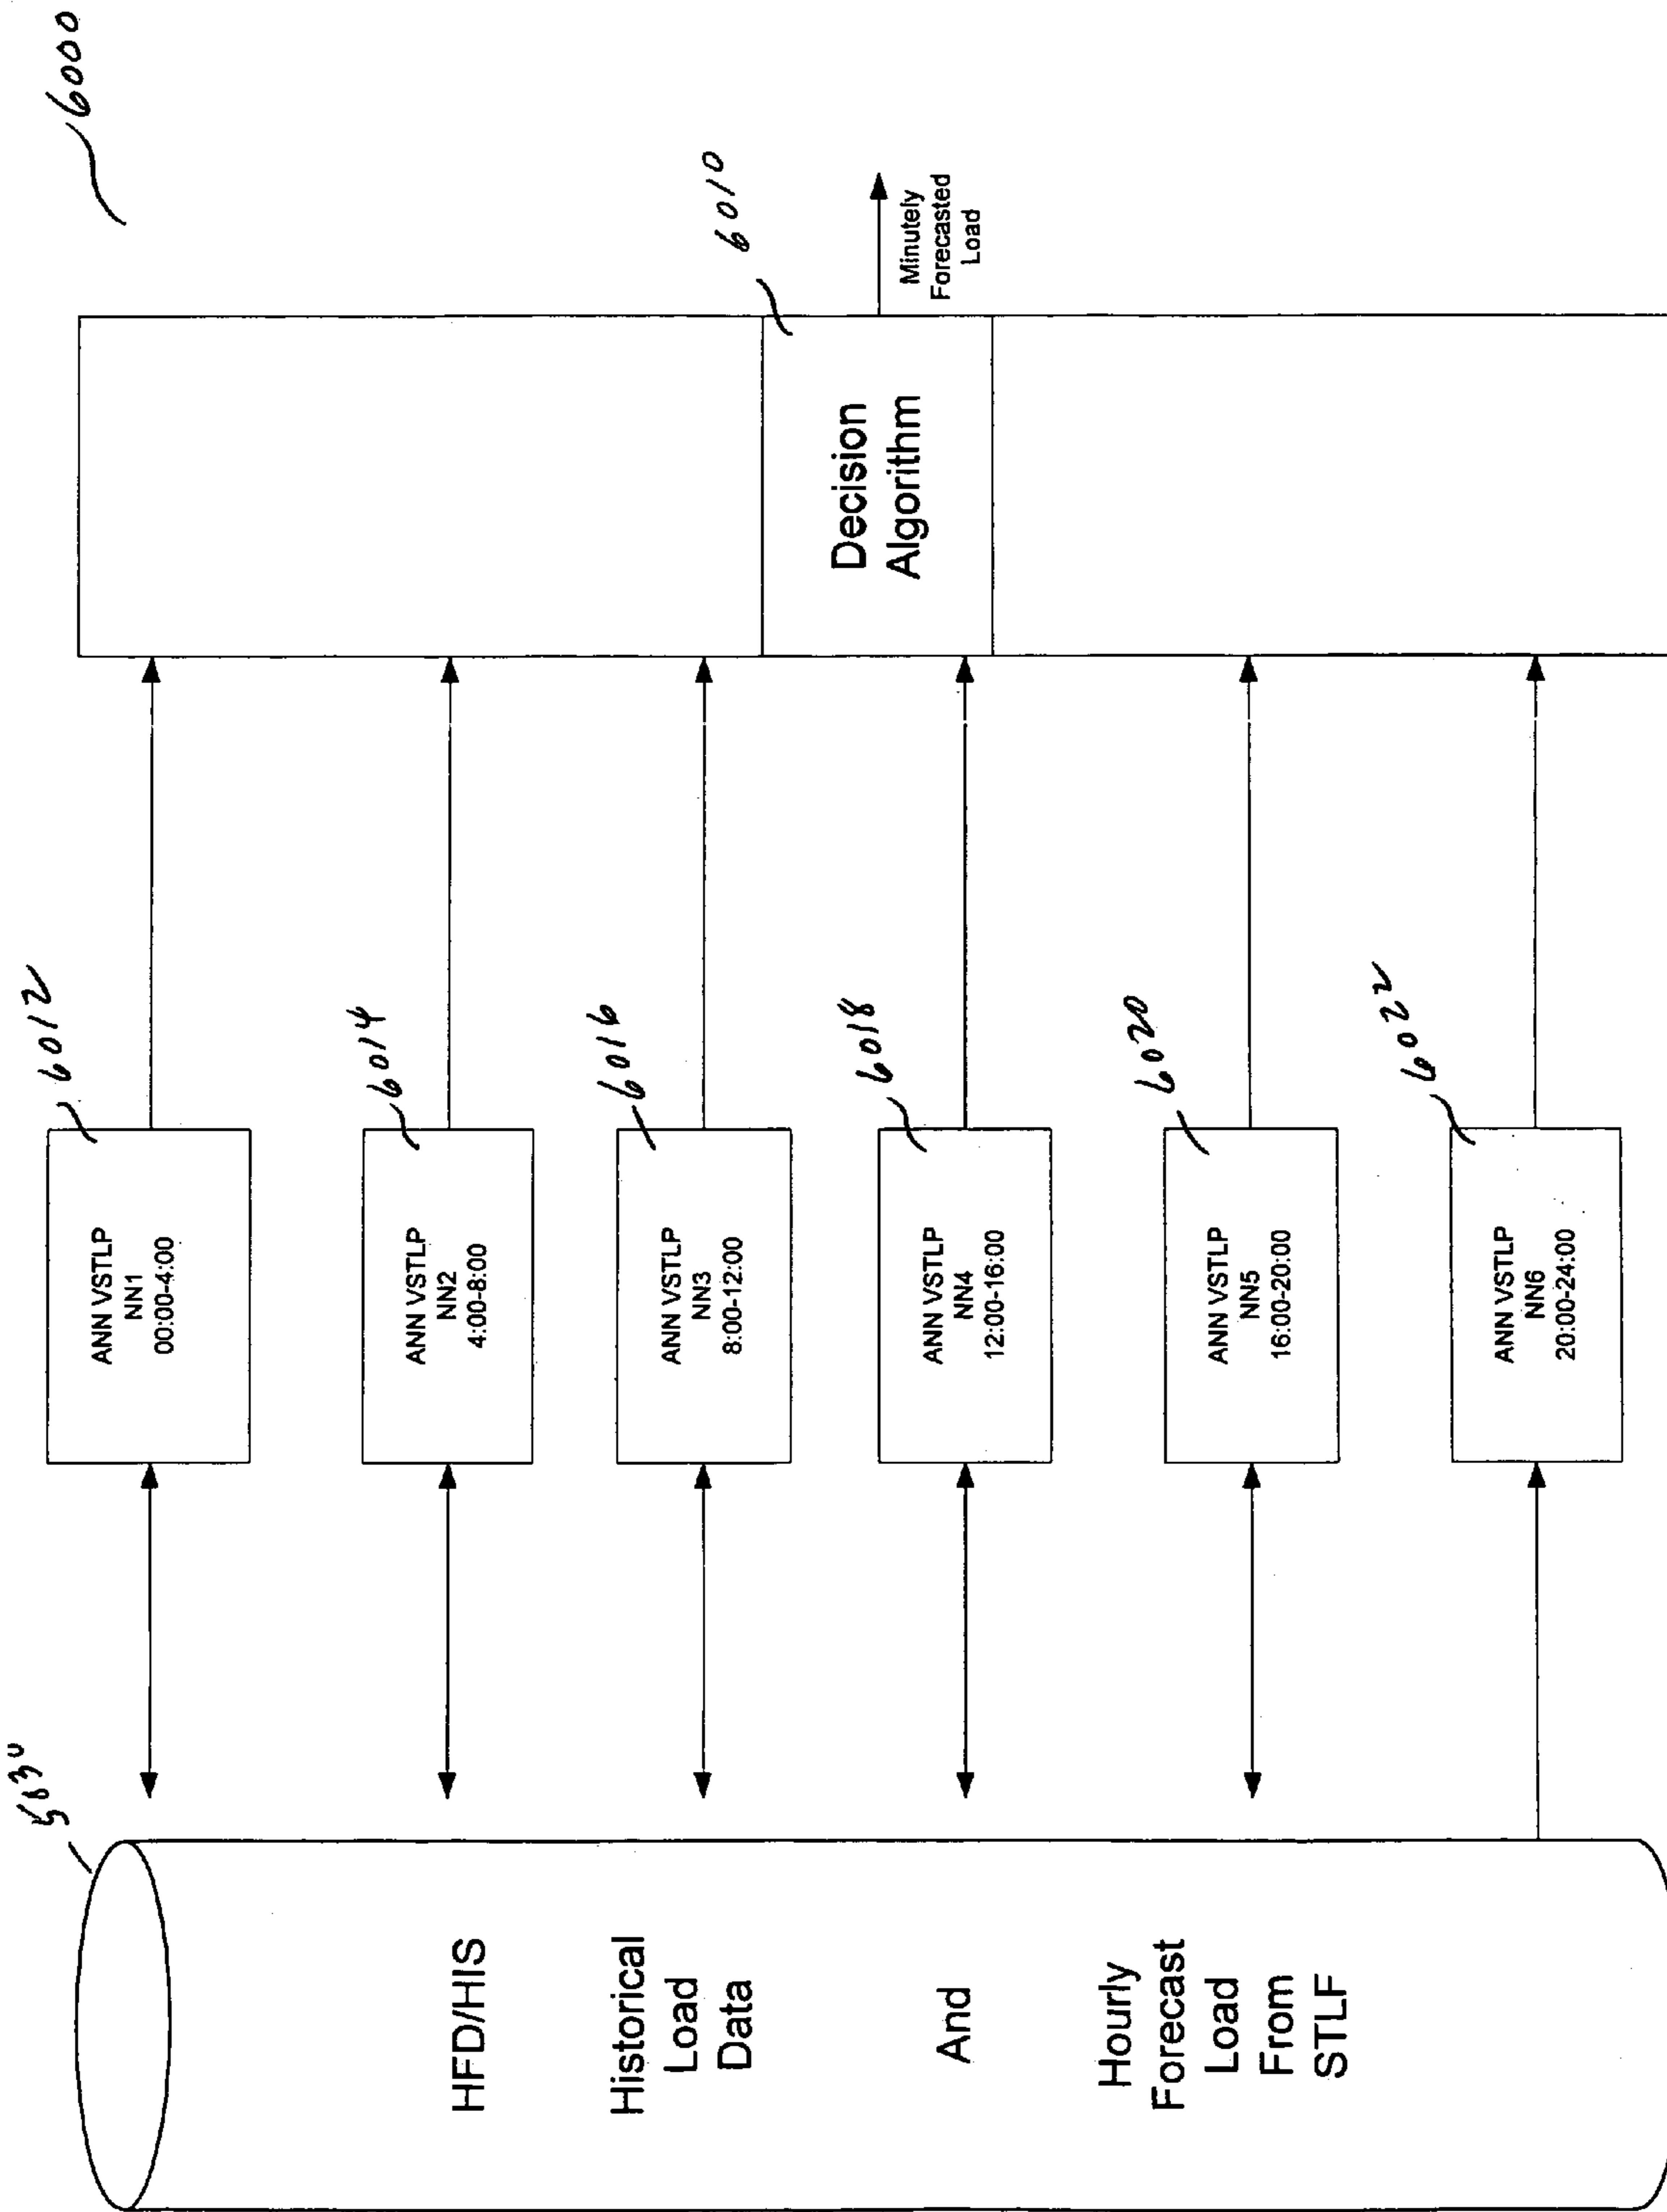 6000
HFD/HIS
Historical
Load
Data
And
Hourly
Forecast
Load
From
STLF
6012
ANN VSTLP
NN1
00:00-4:00
6014
ANN VSTLP
NN2
4:00-8:00
6016
ANN VSTLP
NN3
8:00-12:00
6018
ANN VSTLP
NN4
12:00-16:00
6020
ANN VSTLP
NN5
16:00-20:00
6022
ANN VSTLP
NN6
20:00-24:00
6010
Decision
Algorithm
Minutely
Forecasted
Load